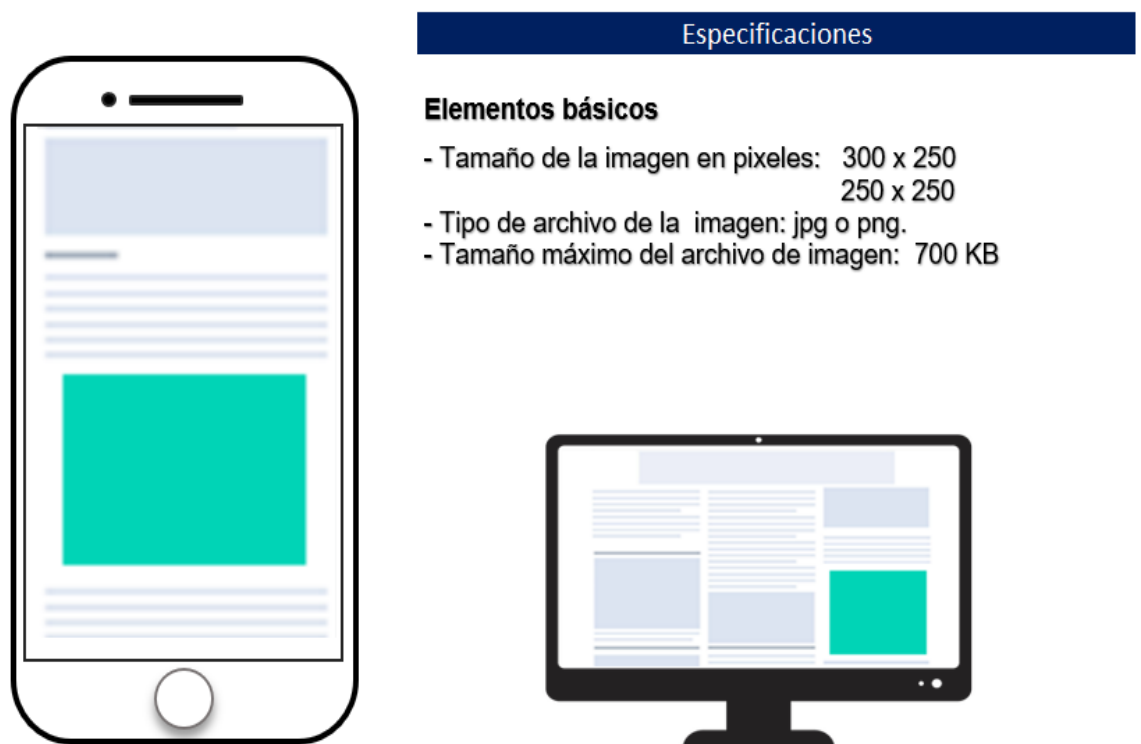 Especificaciones
Elementos básicos
- Tamaño de la imagen en pixeles: 300 x 250
250 x 250
- Tipo de archivo de la imagen: jpg o png.
- Tamaño máximo del archivo de imagen: 700 KB